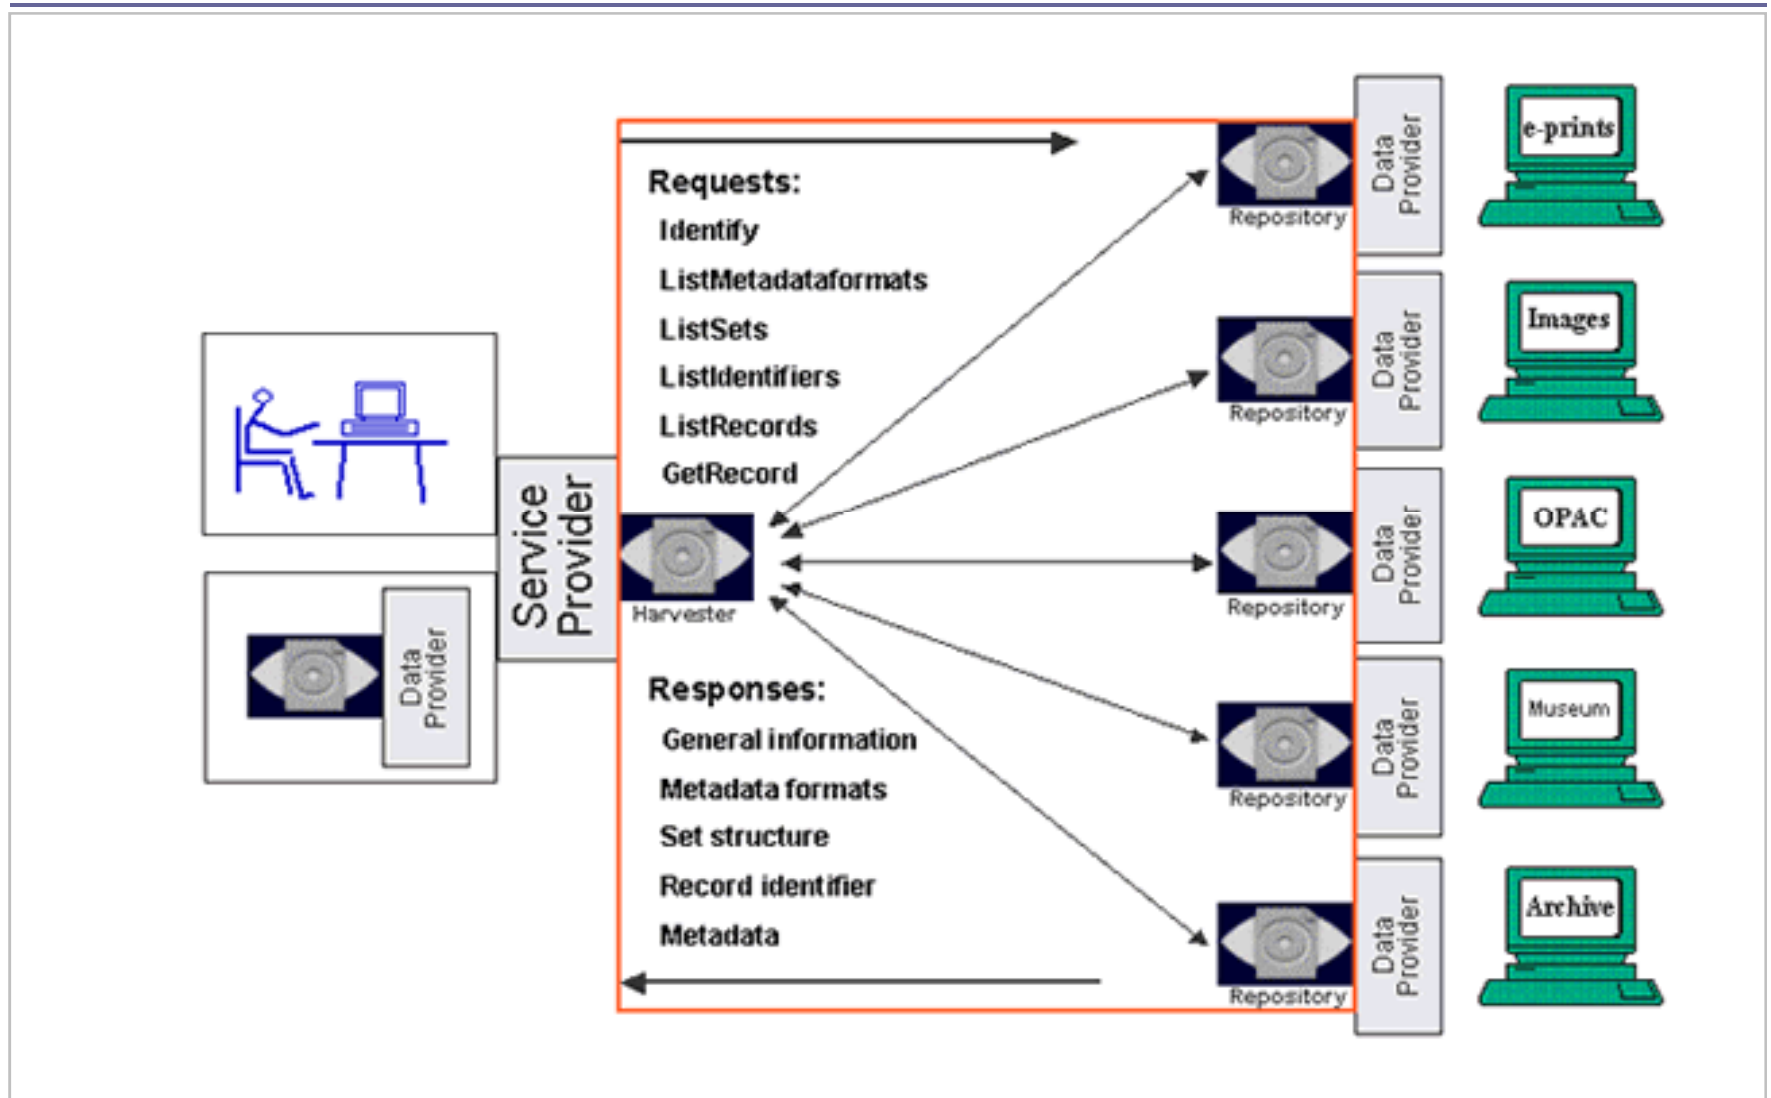 Requests:
Identify
ListMetadataformats
ListSets
ListIdentifiers
ListRecords
GetRecord
Service
Provider
Harvester
Data
Provider
Responses:
General information
Metadata formats
Set structure
Record identifier
Metadata
Repository
Data
Provider
e-prints
Repository
Data
Provider
Images
Repository
Data
Provider
OPAC
Repository
Data
Provider
Museum
Repository
Data
Provider
Archive